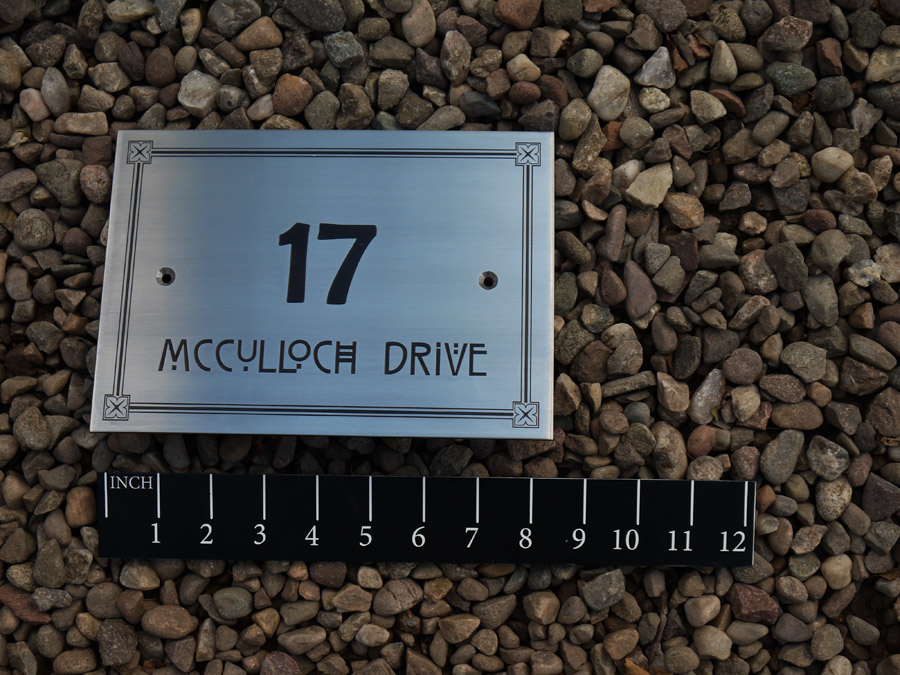 17
MCCULLOCH DRIVE
INCH
1 2 3 4 5 6 7 8 9 10 11 12